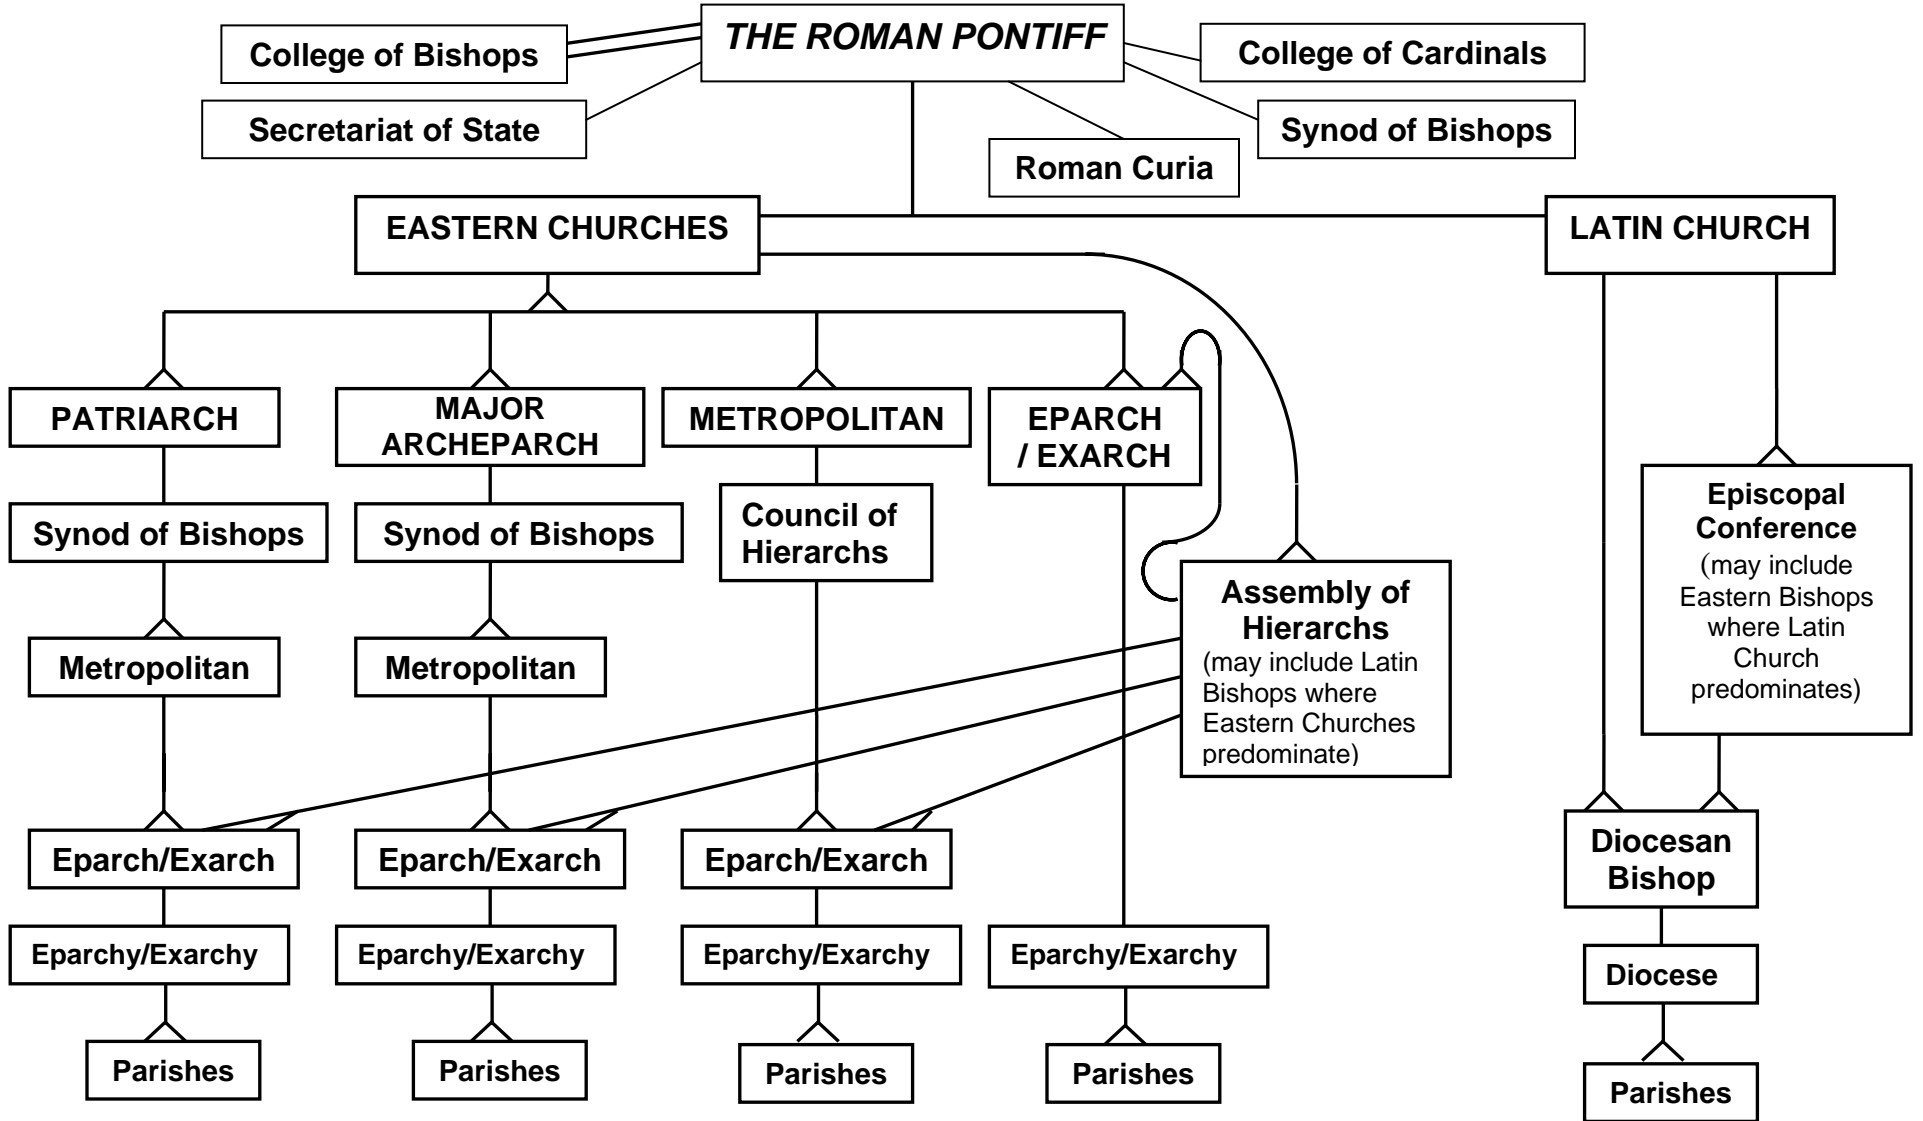 THE ROMAN PONTIFF
College of Bishops
College of Cardinals
Secretariat of State
Synod of Bishops
Roman Curia
EASTERN CHURCHES
LATIN CHURCH
PATRIARCH
MAJOR
ARCHEPARCH
METROPOLITAN
EPARCH
/ EXARCH
Synod of Bishops
Synod of Bishops
Council of
Hierarchs
Episcopal
Conference
(may include
Eastern Bishops
where Latin
Church
predominates)
Assembly of
Hierarchs
(may include Latin
Bishops where
Eastern Churches
predominate)
Metropolitan
Metropolitan
Eparch/Exarch
Eparch/Exarch
Eparch/Exarch
Diocesan
Bishop
Eparchy/Exarchy
Eparchy/Exarchy
Eparchy/Exarchy
Eparchy/Exarchy
Diocese
Parishes
Parishes
Parishes
Parishes
Parishes